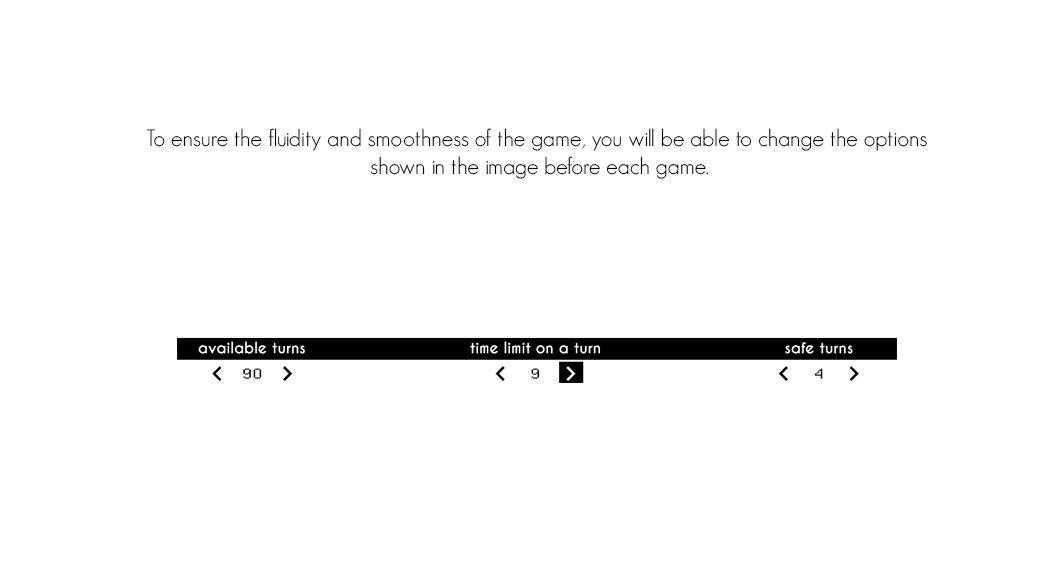 To ensure the fluidity and smoothness of the game, you will be able to change the options
shown in the image before each game.
available turns time limit on a turn safe turns
< 90 > < 9 > < 4 >